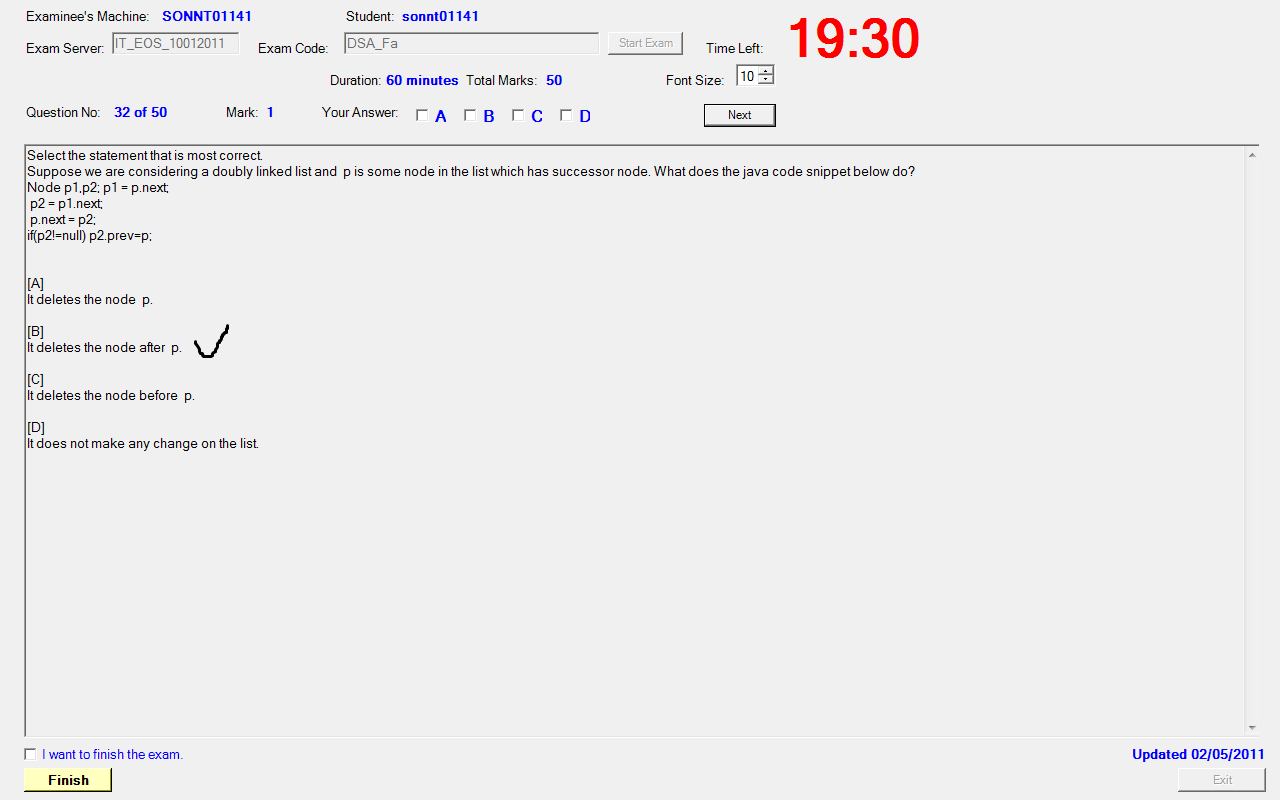 Examinee's Machine: SONNT01141 Student: sonnt01141
Exam Server: IT_EOS_10012011 Exam Code: DSA_Fa Start Exam Time Left: 19:30
Duration: 60 minutes Total Marks: 50 Font Size: 10
Question No: 32 of 50 Mark: 1 Your Answer: A B C D Next
Select the statement that is most correct.
Suppose we are considering a doubly linked list and p is some node in the list which has successor node. What does the java code snippet below do?
Node p1,p2; p1 = p.next;
p2 = p1.next;
p.next = p2;
if(p2!=null) p2.prev=p;
[A]
It deletes the node p.
[B]
It deletes the node after p.
[C]
It deletes the node before p.
[D]
It does not make any change on the list.
I want to finish the exam. Updated 02/05/2011
Finish Exit